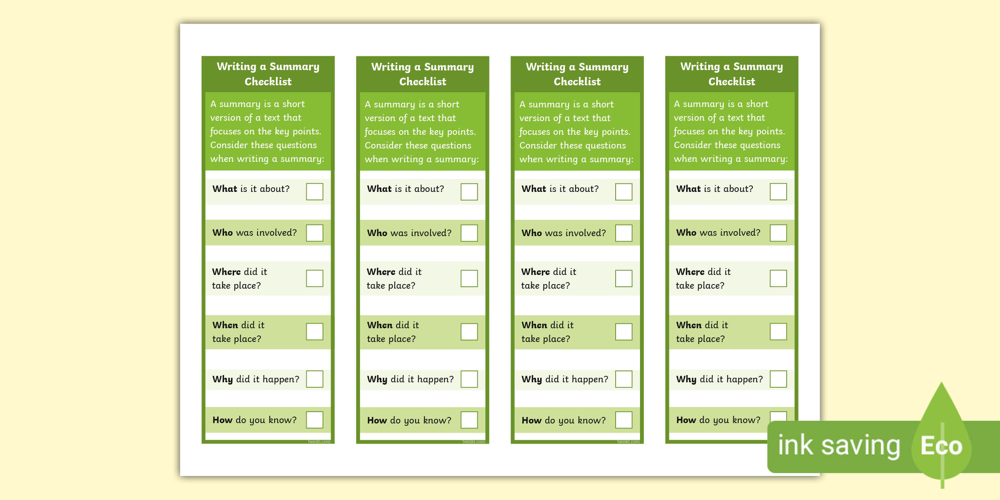 Writing a Summary
Checklist
A summary is a short
version of a text that
focuses on the key points.
Consider these questions
when writing a summary:
What is it about?
Who was involved?
Where did it
take place?
When did it
take place?
Why did it happen?
How do you know?
twinkl.com
Writing a Summary
Checklist
A summary is a short
version of a text that
focuses on the key points.
Consider these questions
when writing a summary:
What is it about?
Who was involved?
Where did it
take place?
When did it
take place?
Why did it happen?
How do you know?
twinkl.com
Writing a Summary
Checklist
A summary is a short
version of a text that
focuses on the key points.
Consider these questions
when writing a summary:
What is it about?
Who was involved?
Where did it
take place?
When did it
take place?
Why did it happen?
How do you know?
twinkl.com
Writing a Summary
Checklist
A summary is a short
version of a text that
focuses on the key points.
Consider these questions
when writing a summary:
What is it about?
Who was involved?
Where did it
take place?
When did it
take place?
Why did it happen?
How do you know?
ink saving Eco